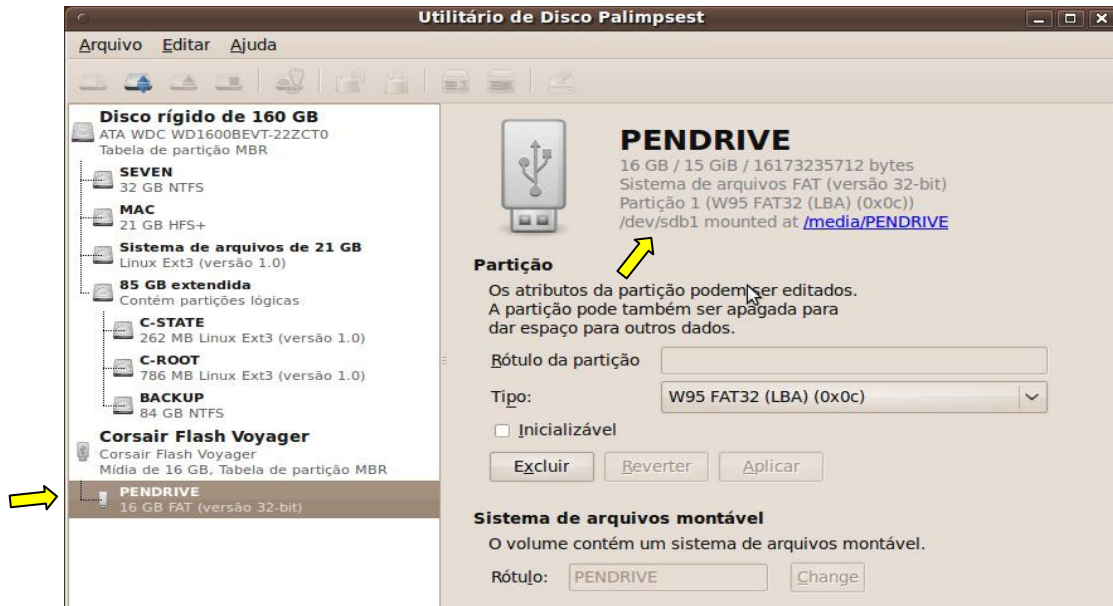 Utilitário de Disco Palimpsest
Arquivo Editar Ajuda
Disco rígido de 160 GB
ATA WDC WD1600BEVT-22ZCT0
Tabela de partição MBR
SEVEN
32 GB NTFS
MAC
21 GB HFS+
Sistema de arquivos de 21 GB
Linux Ext3 (versão 1.0)
85 GB extendida
Contém partições lógicas
C-STATE
262 MB Linux Ext3 (versão 1.0)
C-ROOT
786 MB Linux Ext3 (versão 1.0)
BACKUP
84 GB NTFS
Corsair Flash Voyager
Corsair Flash Voyager
Mídia de 16 GB, Tabela de partição MBR
PENDRIVE
16 GB FAT (versão 32-bit)
PENDRIVE
16 GB / 15 GiB / 16173235712 bytes
Sistema de arquivos FAT (versão 32-bit)
Partição 1 (W95 FAT32 (LBA) (0x0c))
/dev/sdb1 mounted at /media/PENDRIVE
Partição
Os atributos da partição podem ser editados.
A partição pode também ser apagada para
dar espaço para outros dados.
Rótulo da partição
Tipo: W95 FAT32 (LBA) (0x0c)
Inicializável
Excluir Reverter Aplicar
Sistema de arquivos montável
O volume contém um sistema de arquivos montável.
Rótulo: PENDRIVE Change